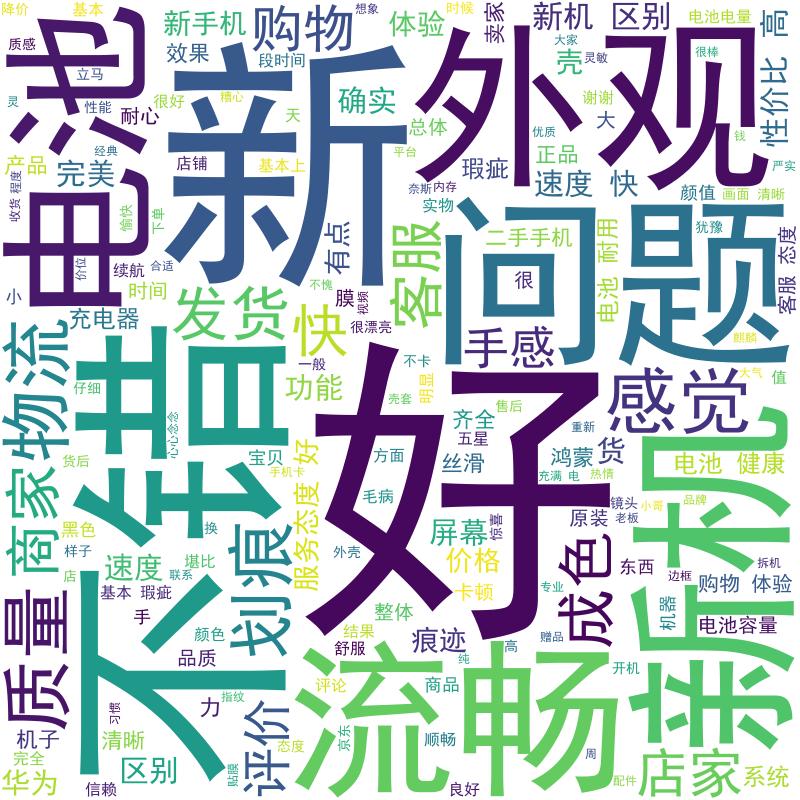 降价
基本
电池
质感
立马
灵
性能
很好
经典
耐心
产品
完美
收货 程度
愉快
下单
价位
续航
合适
小
时间
充电器
新手机
效果
购物
段时间
想象
新
糟心
天
确实
店铺
基本上
有点
体验
总体
平台
时候
卖家
外观
瑕疵
奈斯
内存
实物
新机
区别
大家
灵敏
壳
谢谢
优质
正品
大
速度 快
颜值
电池电量
很棒
高
性价比
钱
严实
画面 清晰
问题
二手手机
很
电池 耐用
犹豫
客服 态度
麒麟
大气
值
物流
发货
快
不愧
膜
视频
很漂亮
客服
一般
功能
不卡
手感
明显
壳套
售后
感觉
重新
仔细
不错
心心念念
宝贝
好
齐全
五星
丝滑
鸿蒙
货
新机
电池 健康
商家
货后
黑色
样子
店
速度
换
堪比
联系
划痕
服务态度 好
手机卡
方面
毛病
外壳
充满 电
热情
镜头
小哥
老板
品牌
原装
惊喜
屏幕
价格
卡顿
成色
东西
边框
拆机
购物 体验
质量
基本 瑕疵
手
颜色
品质
整体
结果
舒服
痕迹
专业
纯
高
赠品
机器
电池容量
机子
完全
华为
习惯
清晰
信赖
区别
力
指纹
贴膜
评价
态度
评论
京东
流畅
商品
顺畅
良好
开机
周
配件
店家
系统